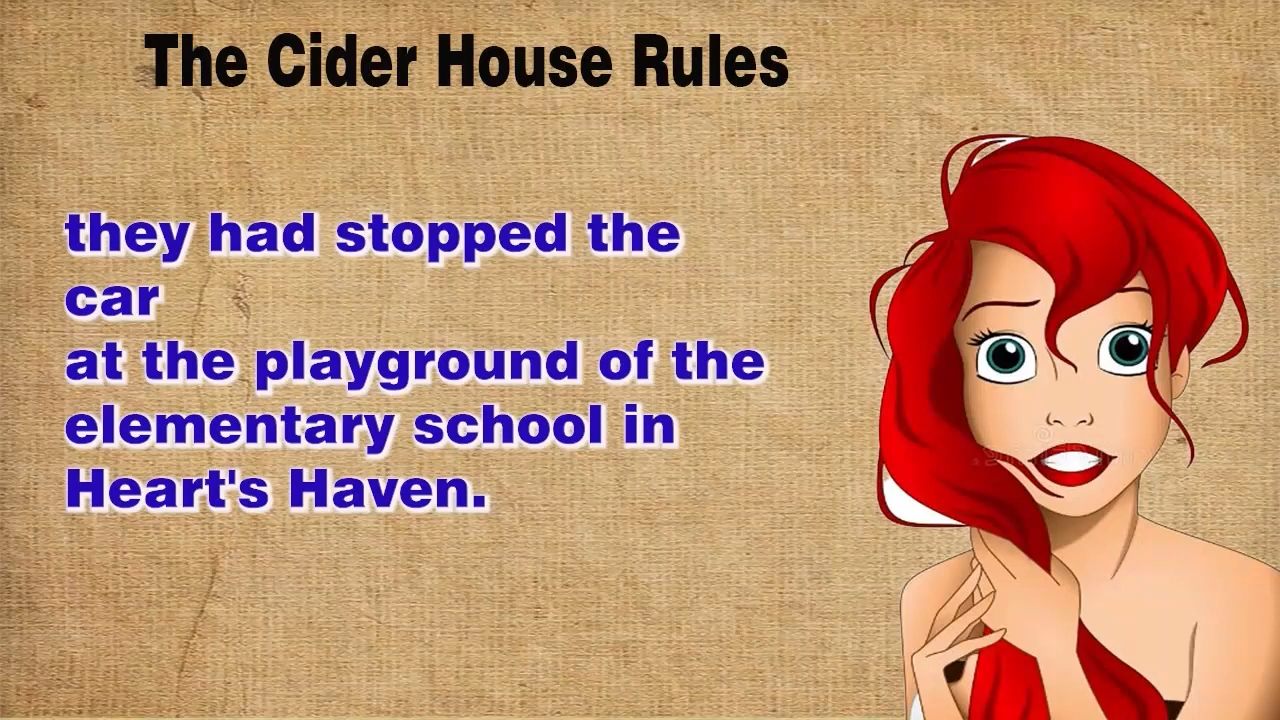 The Cider House Rules
they had stopped the
car
at the playground of the
elementary school in
Heart's Haven.